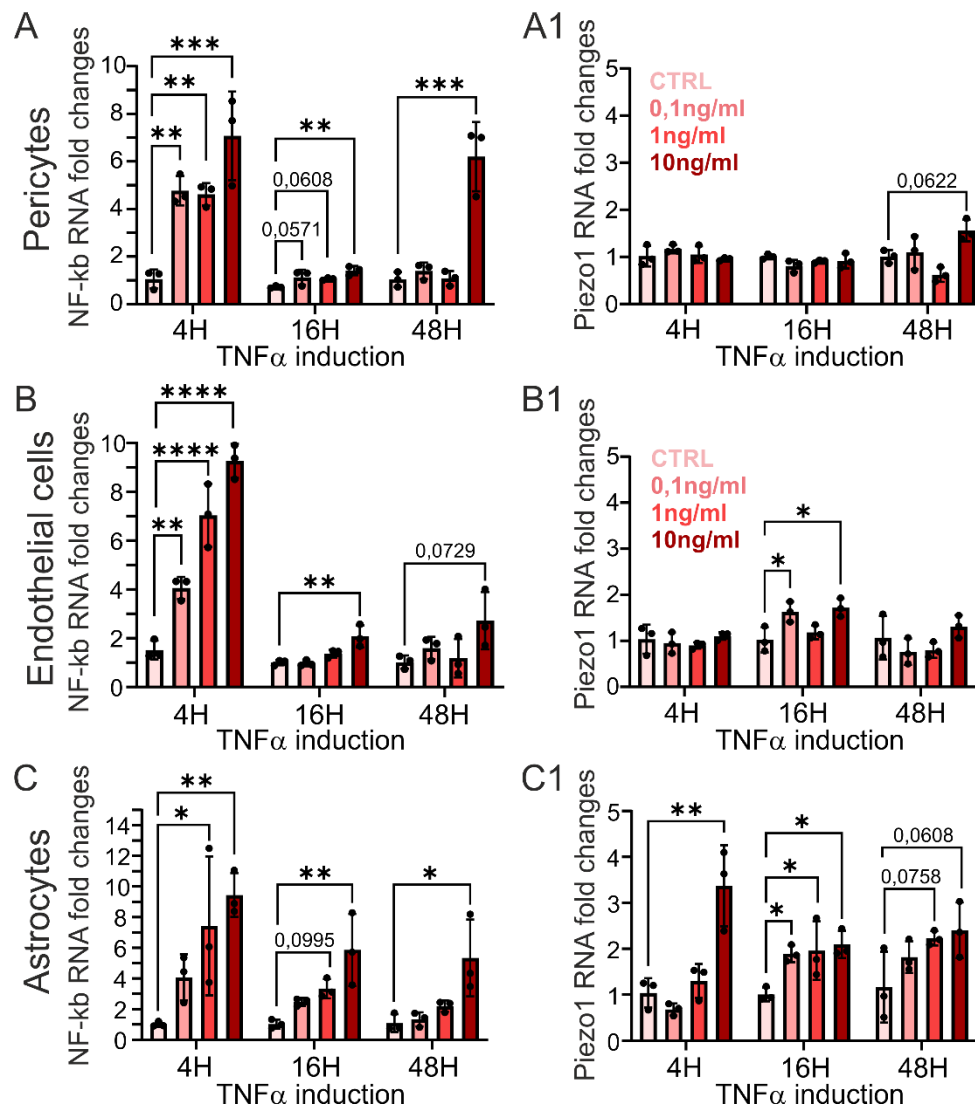 A
Pericytes
NF-kb RNA fold changes
10
8
6
4
2
1
0
***
**
**
**
0,0608
0,0571
***
4H 16H 48H
TNFα induction
A1
Piezo1 RNA fold changes
5
4
3
2
1
0
CTRL
0,1ng/ml
1ng/ml
10ng/ml
0,0622
4H 16H 48H
TNFα induction
B
Endothelial cells
NF-kb RNA fold changes
10
8
6
4
2
1
0
****
****
**
**
0,0729
4H 16H 48H
TNFα induction
B1
Piezo1 RNA fold changes
5
4
3
2
1
0
CTRL
0,1ng/ml
1ng/ml
10ng/ml
*
*
4H 16H 48H
TNFα induction
C
Astrocytes
NF-kb RNA fold changes
14
12
10
8
6
4
2
1
0
**
*
**
0,0995
*
4H 16H 48H
TNFα induction
C1
Piezo1 RNA fold changes
5
4
3
2
1
0
**
*
*
0,0608
0,0758
4H 16H 48H
TNFα induction